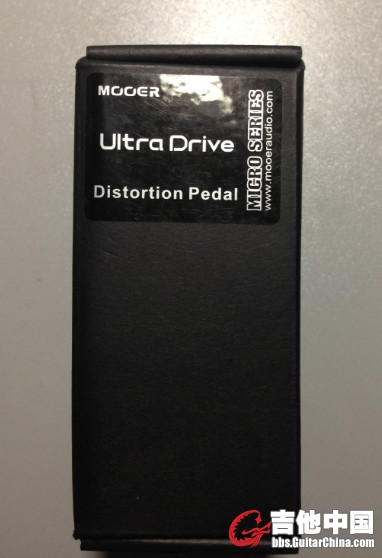 MOOER
Ultra Drive
Distortion Pedal
MICRO SERIES
www.mooeraudio.com
吉他中国
bbs.GuitarChina.com